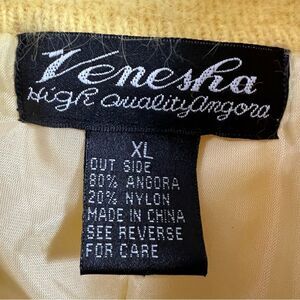 Venesha
High Quality Angora
XL
OUT SIDE
80% ANGORA
20% NYLON
MADE IN CHINA
SEE REVERSE
FOR CARE